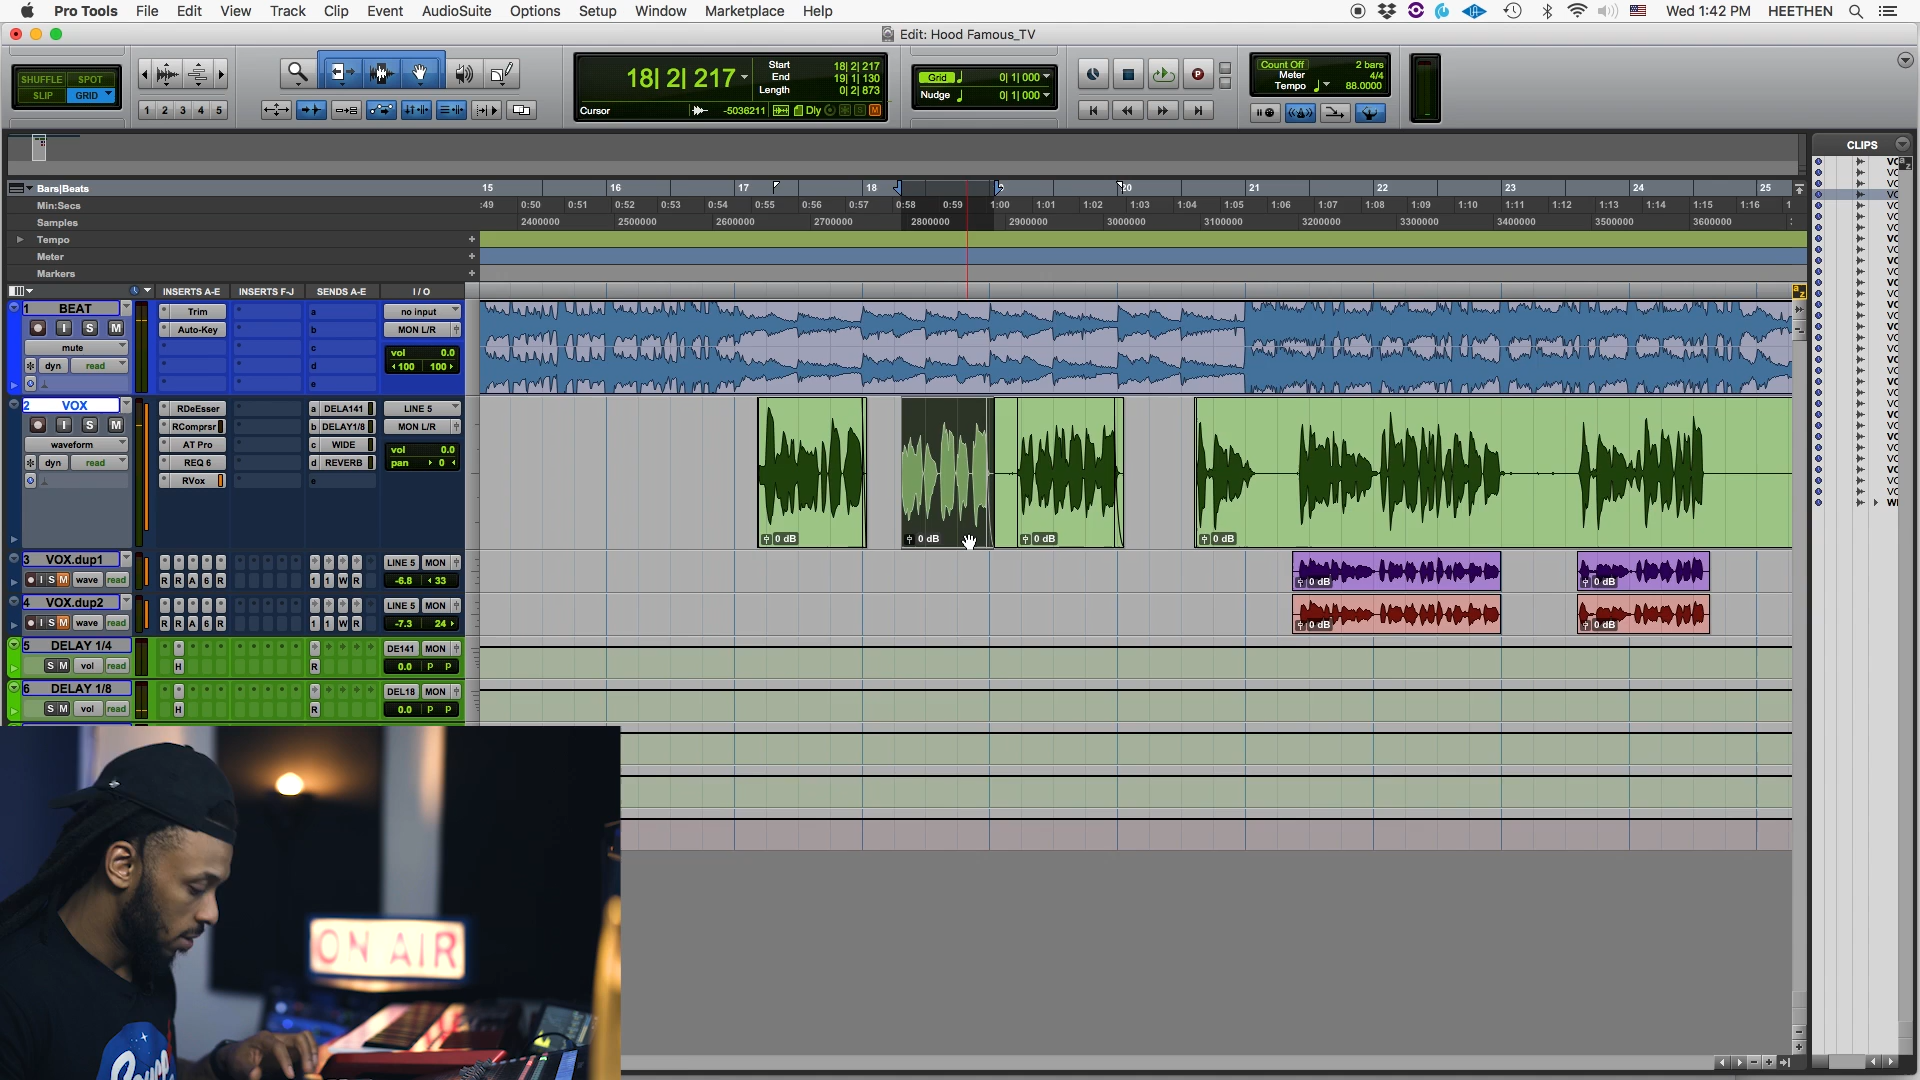 Pro Tools File Edit View Track Clip Event AudioSuite Options Setup Window Marketplace Help Wed 1:42 PM HEETHEN
Edit: Hood Famous_TV
SHUFFLE SPOT
SLIP GRID
1 2 3 4 5
18| 2| 217
Start 18| 2| 217
End 19| 1| 130
Length 0| 2| 873
Cursor -5036211 Dly
Grid 0| 1| 000
Nudge 0| 1| 000
Count Off 2 bars
Meter 4/4
Tempo 88.0000
CLIPS
Bars|Beats 15 16 17 18 20 21 22 23 24 25
Min:Secs :49 0:50 0:51 0:52 0:53 0:54 0:55 0:56 0:57 0:58 0:59 1:00 1:01 1:02 1:03 1:04 1:05 1:06 1:07 1:08 1:09 1:10 1:11 1:12 1:13 1:14 1:15 1:16
Samples 2400000 2500000 2600000 2700000 2800000 2900000 3000000 3100000 3200000 3300000 3400000 3500000 3600000
Tempo
Meter
Markers
INSERTS A-E INSERTS F-J SENDS A-E I / O
1 BEAT Trim a no input
I S M Auto-Key b MON L/R
mute c vol 0.0
dyn read d 100 100
e
2 VOX RDeEsser a DELA141 LINE 5
I S M RComprsr b DELAY1/8 MON L/R
waveform AT Pro c WIDE vol 0.0
dyn read REQ 6 d REVERB pan 0
RVox e
0 dB 0 dB 0 dB 0 dB
3 VOX.dup1 LINE 5 MON
I S M wave read R R A 6 R 1 1 W R -6.8 33
0 dB 0 dB
4 VOX.dup2 LINE 5 MON
I S M wave read R R A 6 R 1 1 W R -7.3 24
0 dB 0 dB
5 DELAY 1/4 DE141 MON
S M vol read H R 0.0 P P
6 DELAY 1/8 DEL18 MON
S M vol read H R 0.0 P P
ON AIR